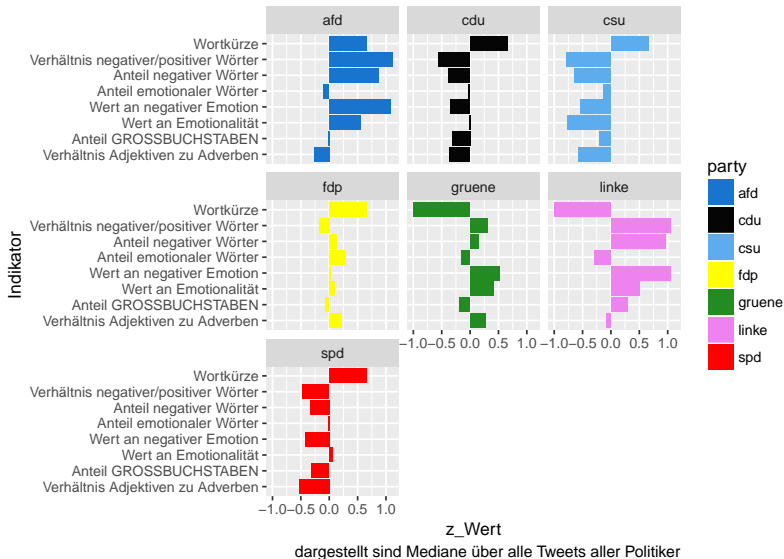 afd
cdu
csu
Wortkürze
Verhältnis negativer/positiver Wörter
Anteil negativer Wörter
Anteil emotionaler Wörter
Wert an negativer Emotion
Wert an Emotionalität
Anteil GROSSBUCHSTABEN
Verhältnis Adjektiven zu Adverben
fdp
gruene
linke
Wortkürze
Verhältnis negativer/positiver Wörter
Anteil negativer Wörter
Anteil emotionaler Wörter
Wert an negativer Emotion
Wert an Emotionalität
Anteil GROSSBUCHSTABEN
Verhältnis Adjektiven zu Adverben
−1.0 −0.5 0.0 0.5 1.0
−1.0 −0.5 0.0 0.5 1.0
spd
Wortkürze
Verhältnis negativer/positiver Wörter
Anteil negativer Wörter
Anteil emotionaler Wörter
Wert an negativer Emotion
Wert an Emotionalität
Anteil GROSSBUCHSTABEN
Verhältnis Adjektiven zu Adverben
−1.0 −0.5 0.0 0.5 1.0
Indikator
z_Wert
dargestellt sind Mediane über alle Tweets aller Politiker
party
afd
cdu
csu
fdp
gruene
linke
spd